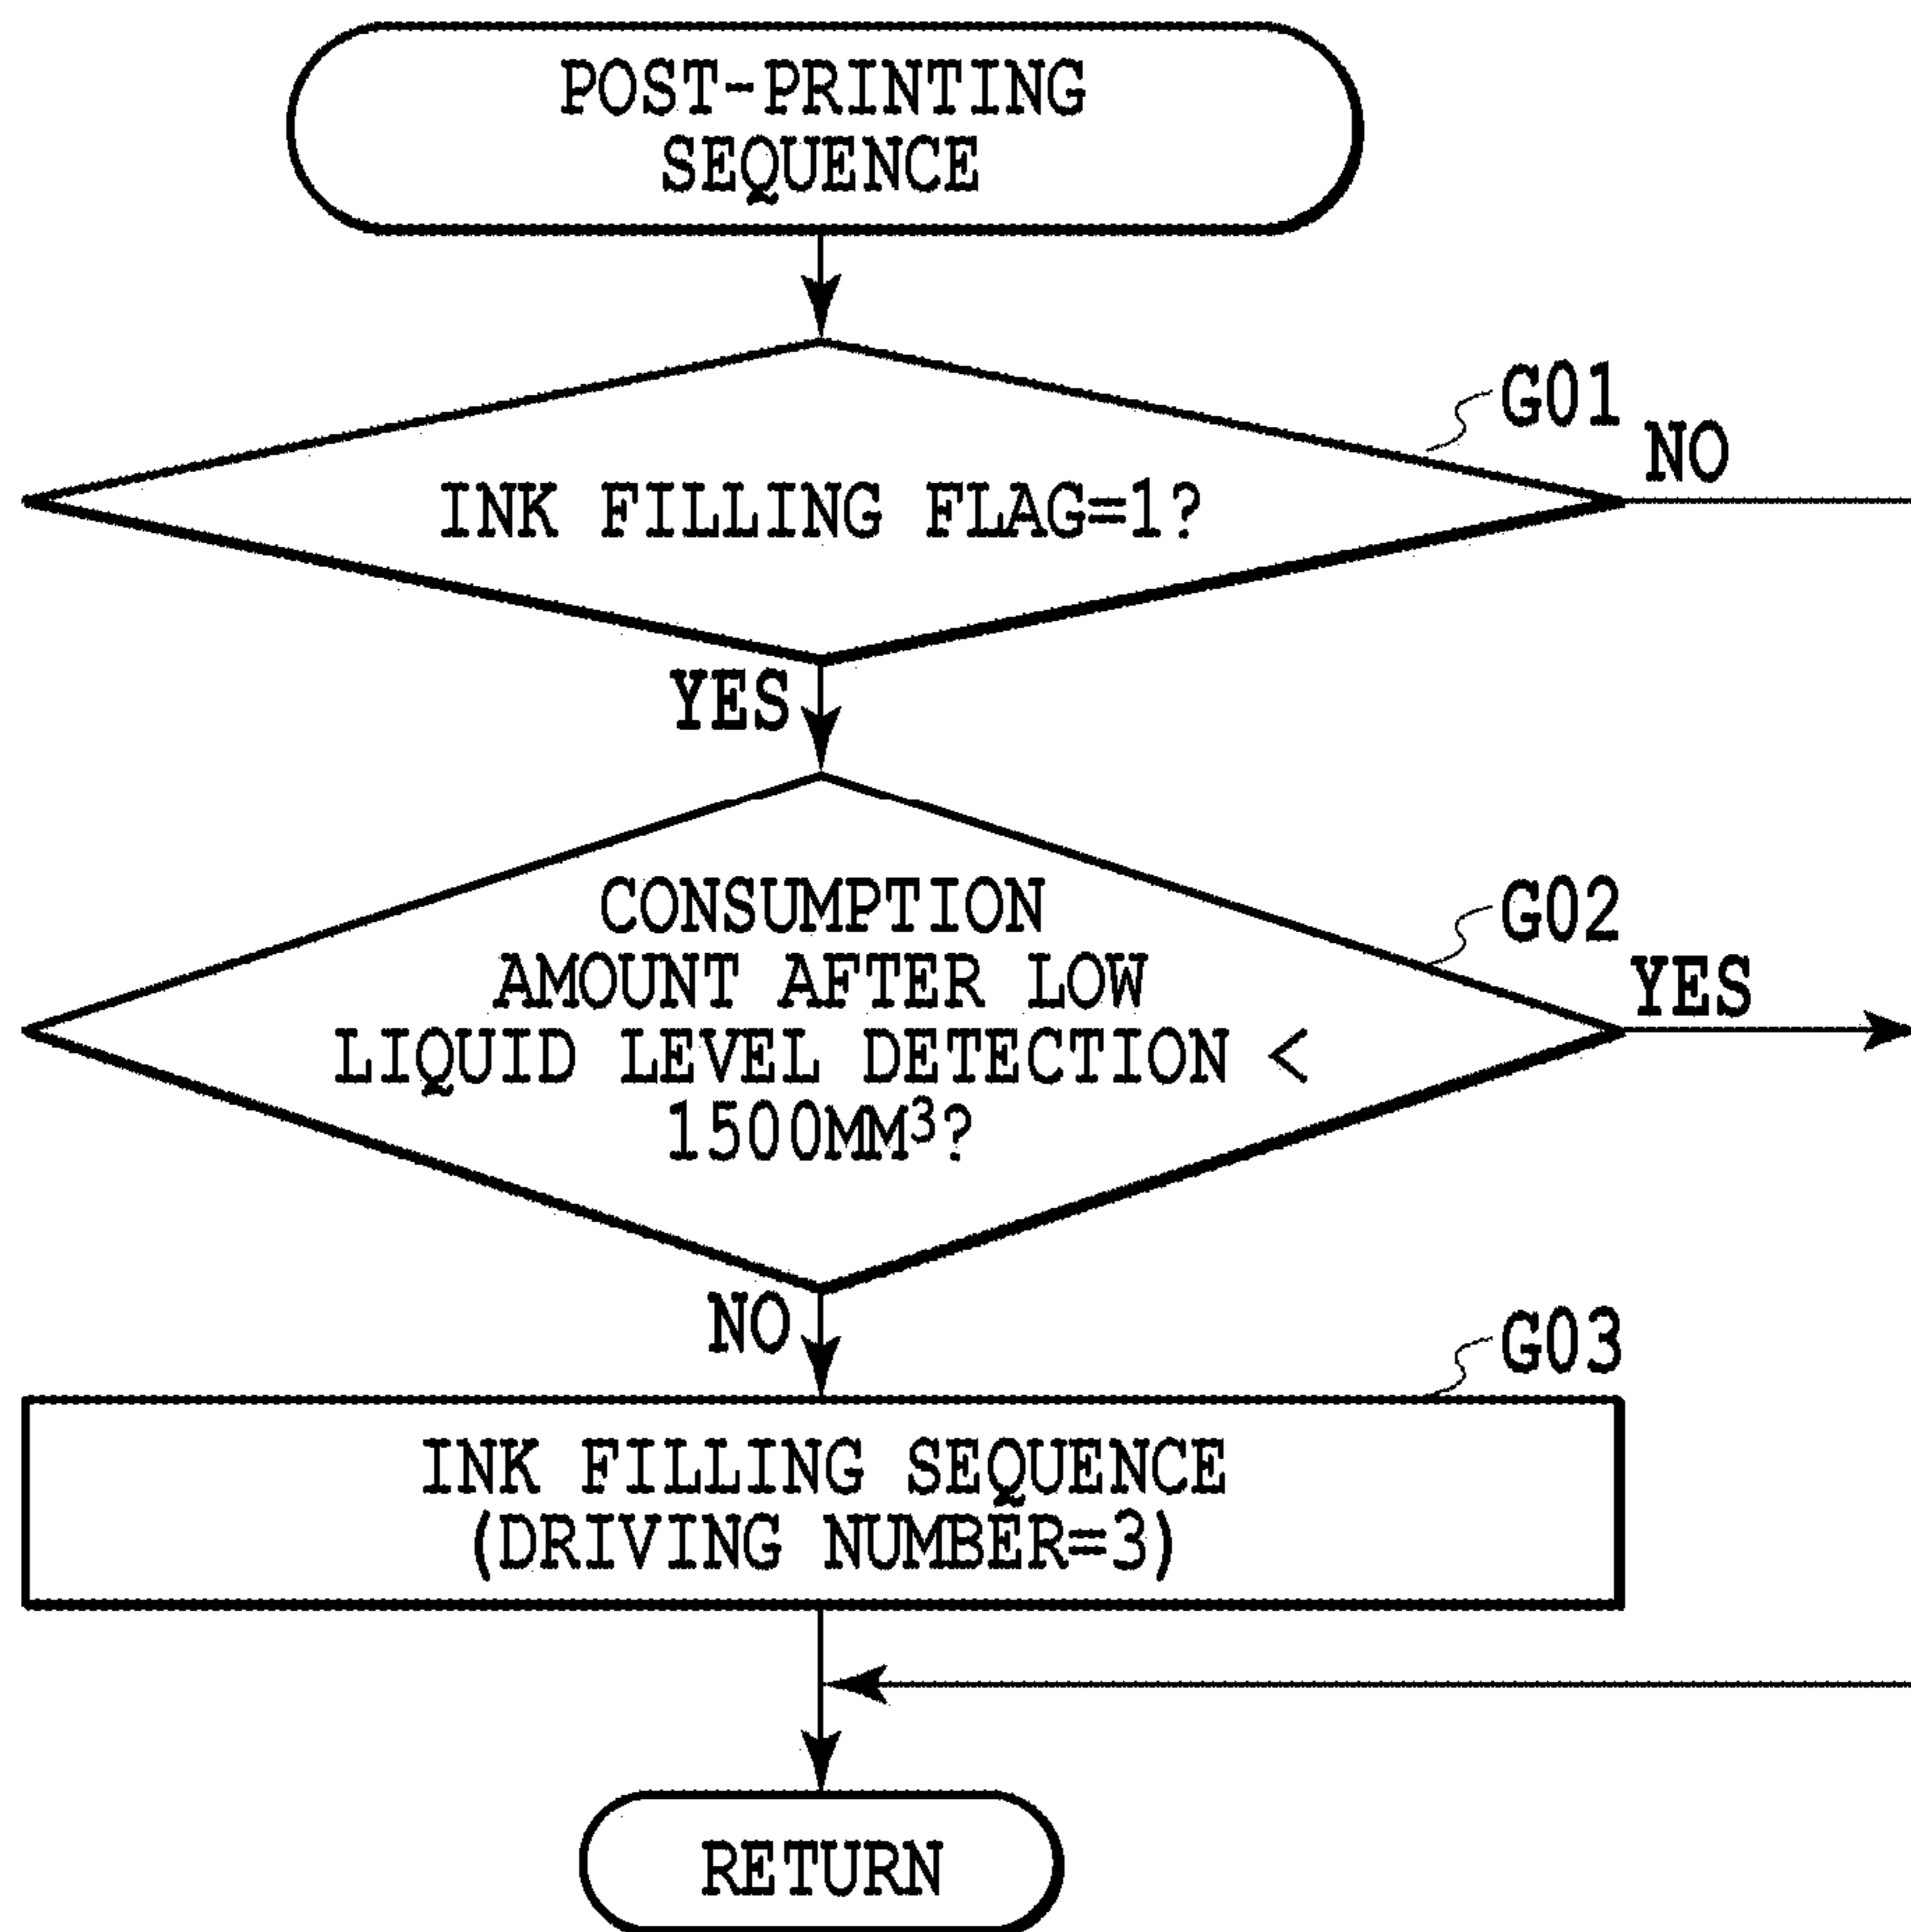 POST-PRINTING
SEQUENCE
G01
NO
INK FILLING FLAG=1?
YES
CONSUMPTION
AMOUNT AFTER LOW
LIQUID LEVEL DETECTION <
1500MM³?
G02
YES
NO
G03
INK FILLING SEQUENCE
(DRIVING NUMBER=3)
RETURN